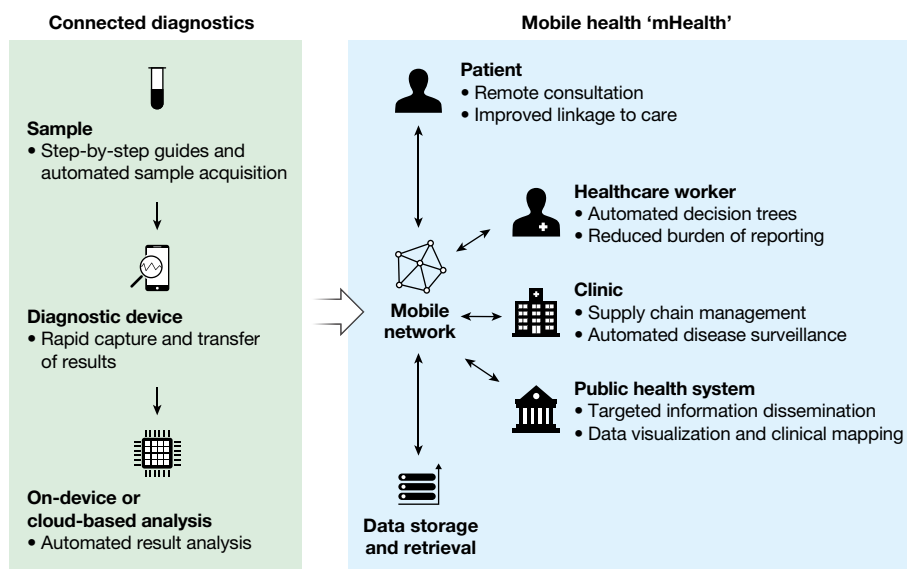 Connected diagnostics
Sample
• Step-by-step guides and
automated sample acquisition
Diagnostic device
• Rapid capture and transfer
of results
On-device or
cloud-based analysis
• Automated result analysis
Mobile health ‘mHealth’
Patient
• Remote consultation
• Improved linkage to care
Healthcare worker
• Automated decision trees
• Reduced burden of reporting
Mobile
network
Clinic
• Supply chain management
• Automated disease surveillance
Public health system
• Targeted information dissemination
• Data visualization and clinical mapping
Data storage
and retrieval